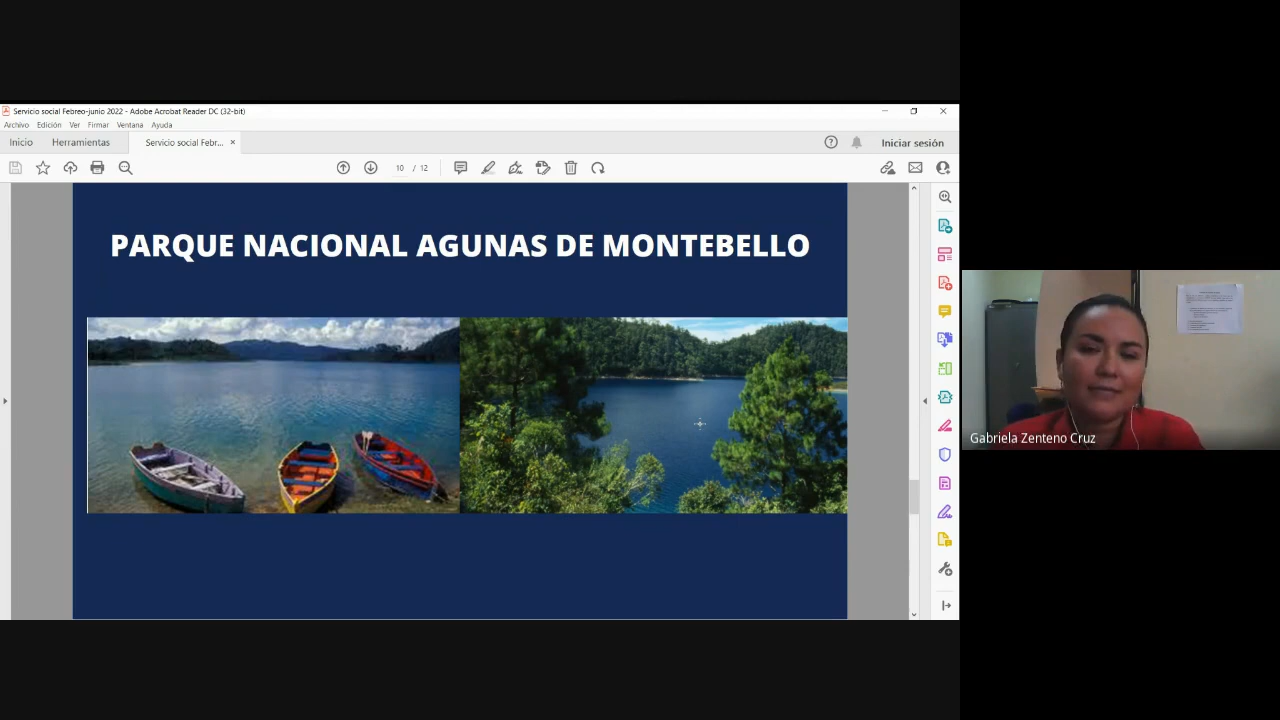 Servicio social Febreo-junio 2022 - Adobe Acrobat Reader DC (32-bit)
Archivo Edición Ver Firmar Ventana Ayuda
Inicio Herramientas Servicio social Febr... × Iniciar sesión
10 / 12
PARQUE NACIONAL AGUNAS DE MONTEBELLO
Gabriela Zenteno Cruz